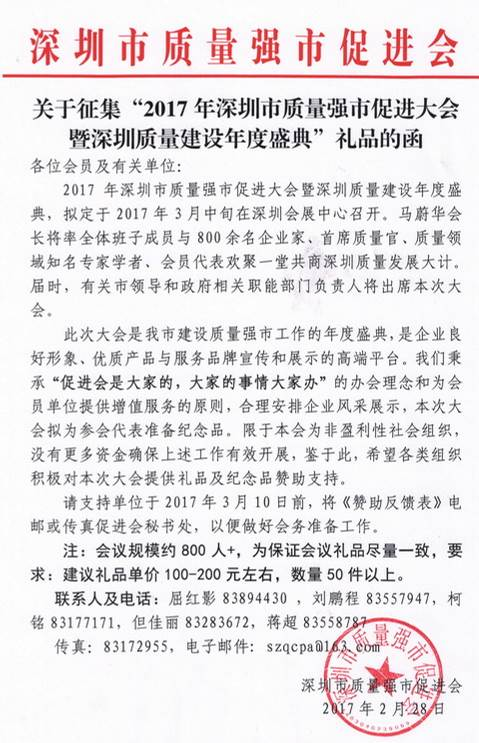 深圳市质量强市促进会
关于征集“2017 年深圳市质量强市促进大会
暨深圳质量建设年度盛典”礼品的函
各位会员及有关单位：
2017 年深圳市质量强市促进大会暨深圳质量建设年度盛
典，拟定于 2017 年 3 月中旬在深圳会展中心召开。马蔚华会
长将率全体班子成员与 800 余名企业家、首席质量官、质量领
域知名专家学者、会员代表欢聚一堂共商深圳质量发展大计。
届时，有关市领导和政府相关职能部门负责人将出席本次大
会。
此次大会是我市建设质量强市工作的年度盛典，是企业良
好形象、优质产品与服务品牌宣传和展示的高端平台。我们秉
承“促进会是大家的，大家的事情大家办”的办会理念和为会
员单位提供增值服务的原则，合理安排企业风采展示，本次大
会拟为参会代表准备纪念品。限于本会为非盈利性社会组织，
没有更多资金确保上述工作有效开展，鉴于此，希望各类组织
积极对本次大会提供礼品及纪念品赞助支持。
请支持单位于 2017 年 3 月 10 日前，将《赞助反馈表》电
邮或传真促进会秘书处，以便做好会务准备工作。
注：会议规模约 800 人+，为保证会议礼品尽量一致，要
求：建议礼品单价 100-200 元左右，数量 50 件以上。
联系人及电话：屈红影 83894430 ，刘鹏程 83557947，柯
铭 83177171，但佳丽 83283672，蒋超 83558787
传真：83172955，电子邮件：szqcpa@163.com
深圳市质量强市促进会
2017 年 2 月 28 日
深圳市质量强市促进会